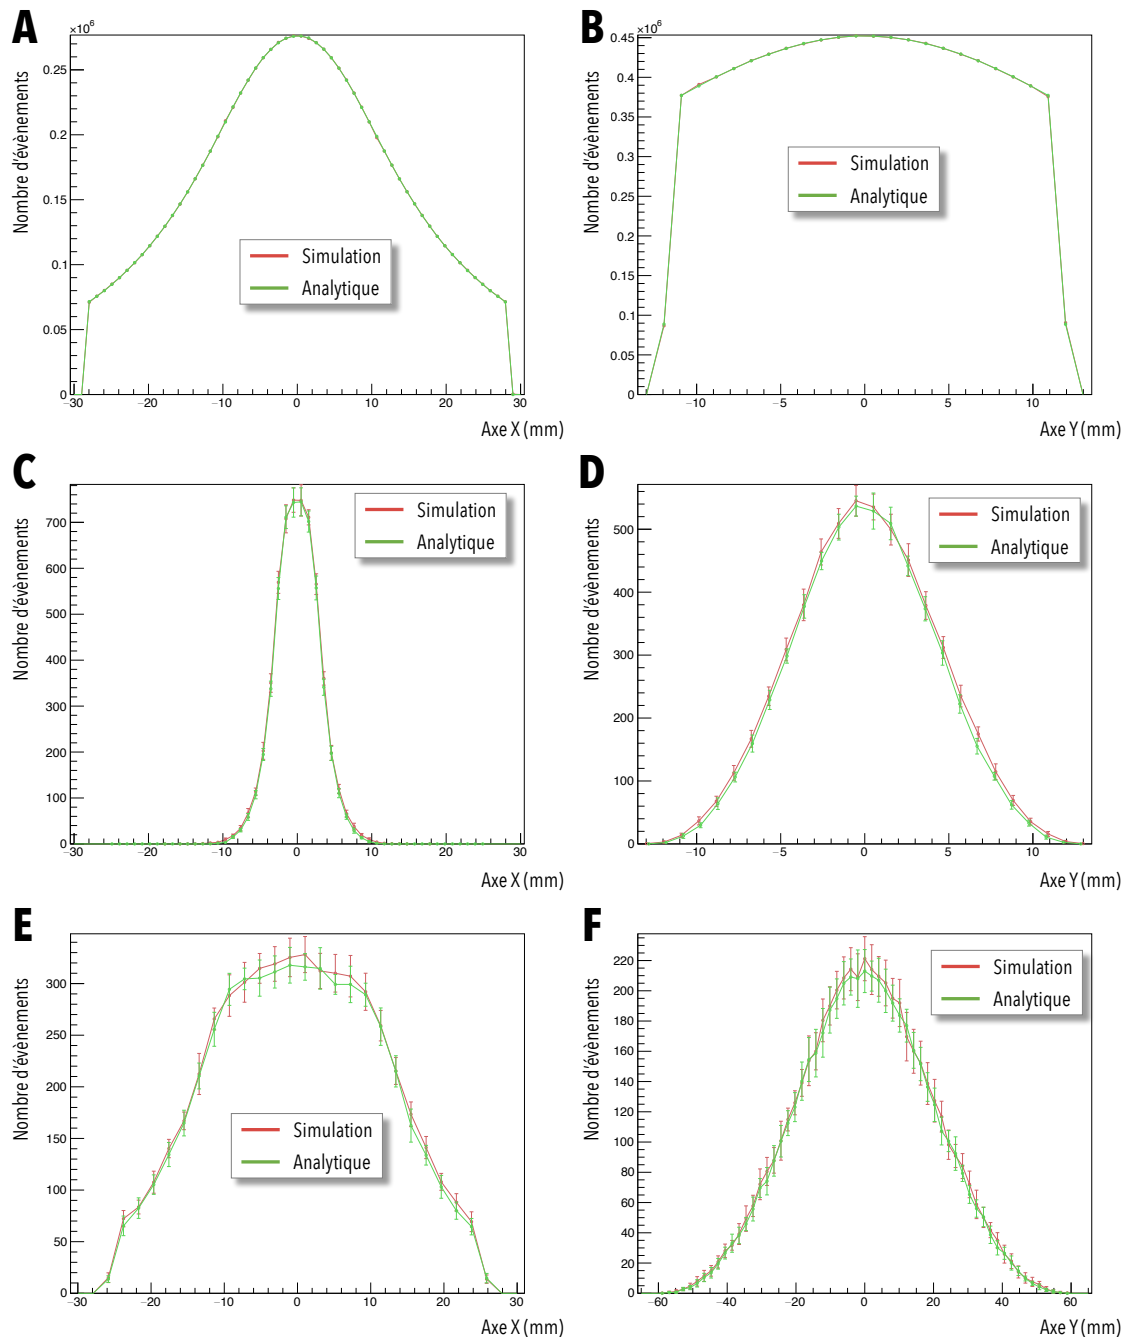 A
×10⁶
Nombre d'évènements
0.25
0.2
0.15
0.1
0.05
0
Simulation
Analytique
−30 −20 −10 0 10 20 30
Axe X (mm)
B
×10⁶
Nombre d'évènements
0.45
0.4
0.35
0.3
0.45
0.2
0.15
0.1
0.05
0
Simulation
Analytique
−10 −5 0 5 10
Axe Y (mm)
C
Nombre d'évènements
700
600
500
400
300
200
100
0
Simulation
Analytique
−30 −20 −10 0 10 20 30
Axe X (mm)
D
Nombre d'évènements
500
400
300
200
100
0
Simulation
Analytique
−10 −5 0 5 10
Axe Y (mm)
E
Nombre d'évènements
300
250
200
150
100
50
0
Simulation
Analytique
−30 −20 −10 0 10 20 30
Axe X (mm)
F
Nombre d'évènements
220
200
180
160
140
120
100
80
60
40
20
0
Simulation
Analytique
−60 −40 −20 0 20 40 60
Axe Y (mm)